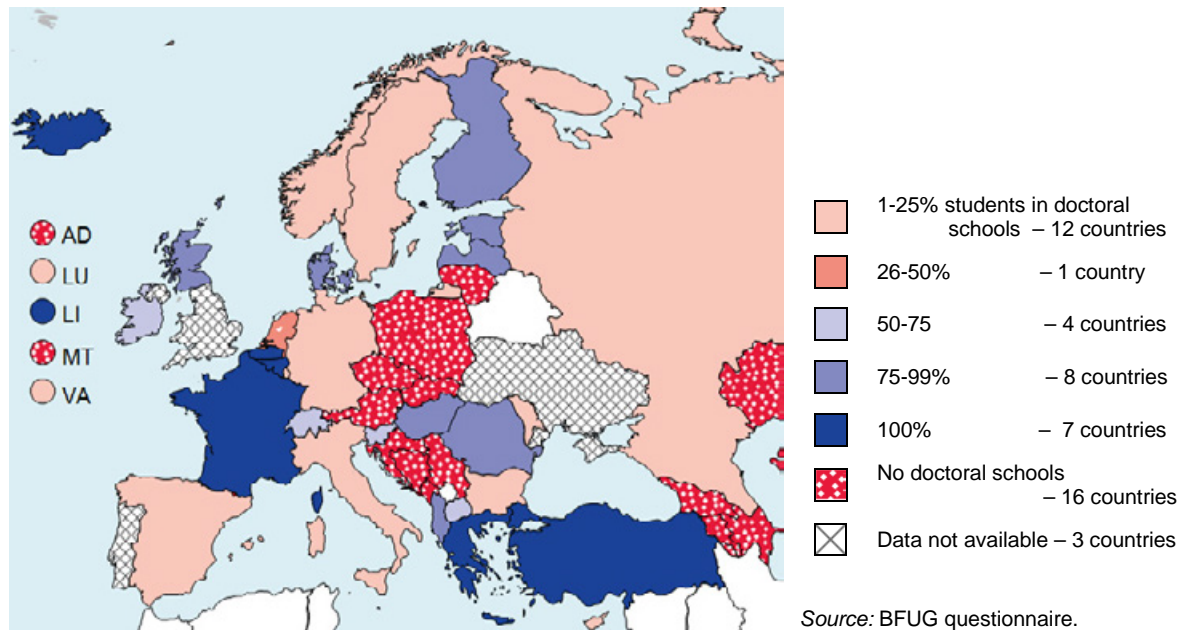 AD
LU
LI
MT
VA
1-25% students in doctoral
schools – 12 countries
26-50% – 1 country
50-75 – 4 countries
75-99% – 8 countries
100% – 7 countries
No doctoral schools
– 16 countries
Data not available – 3 countries
Source: BFUG questionnaire.